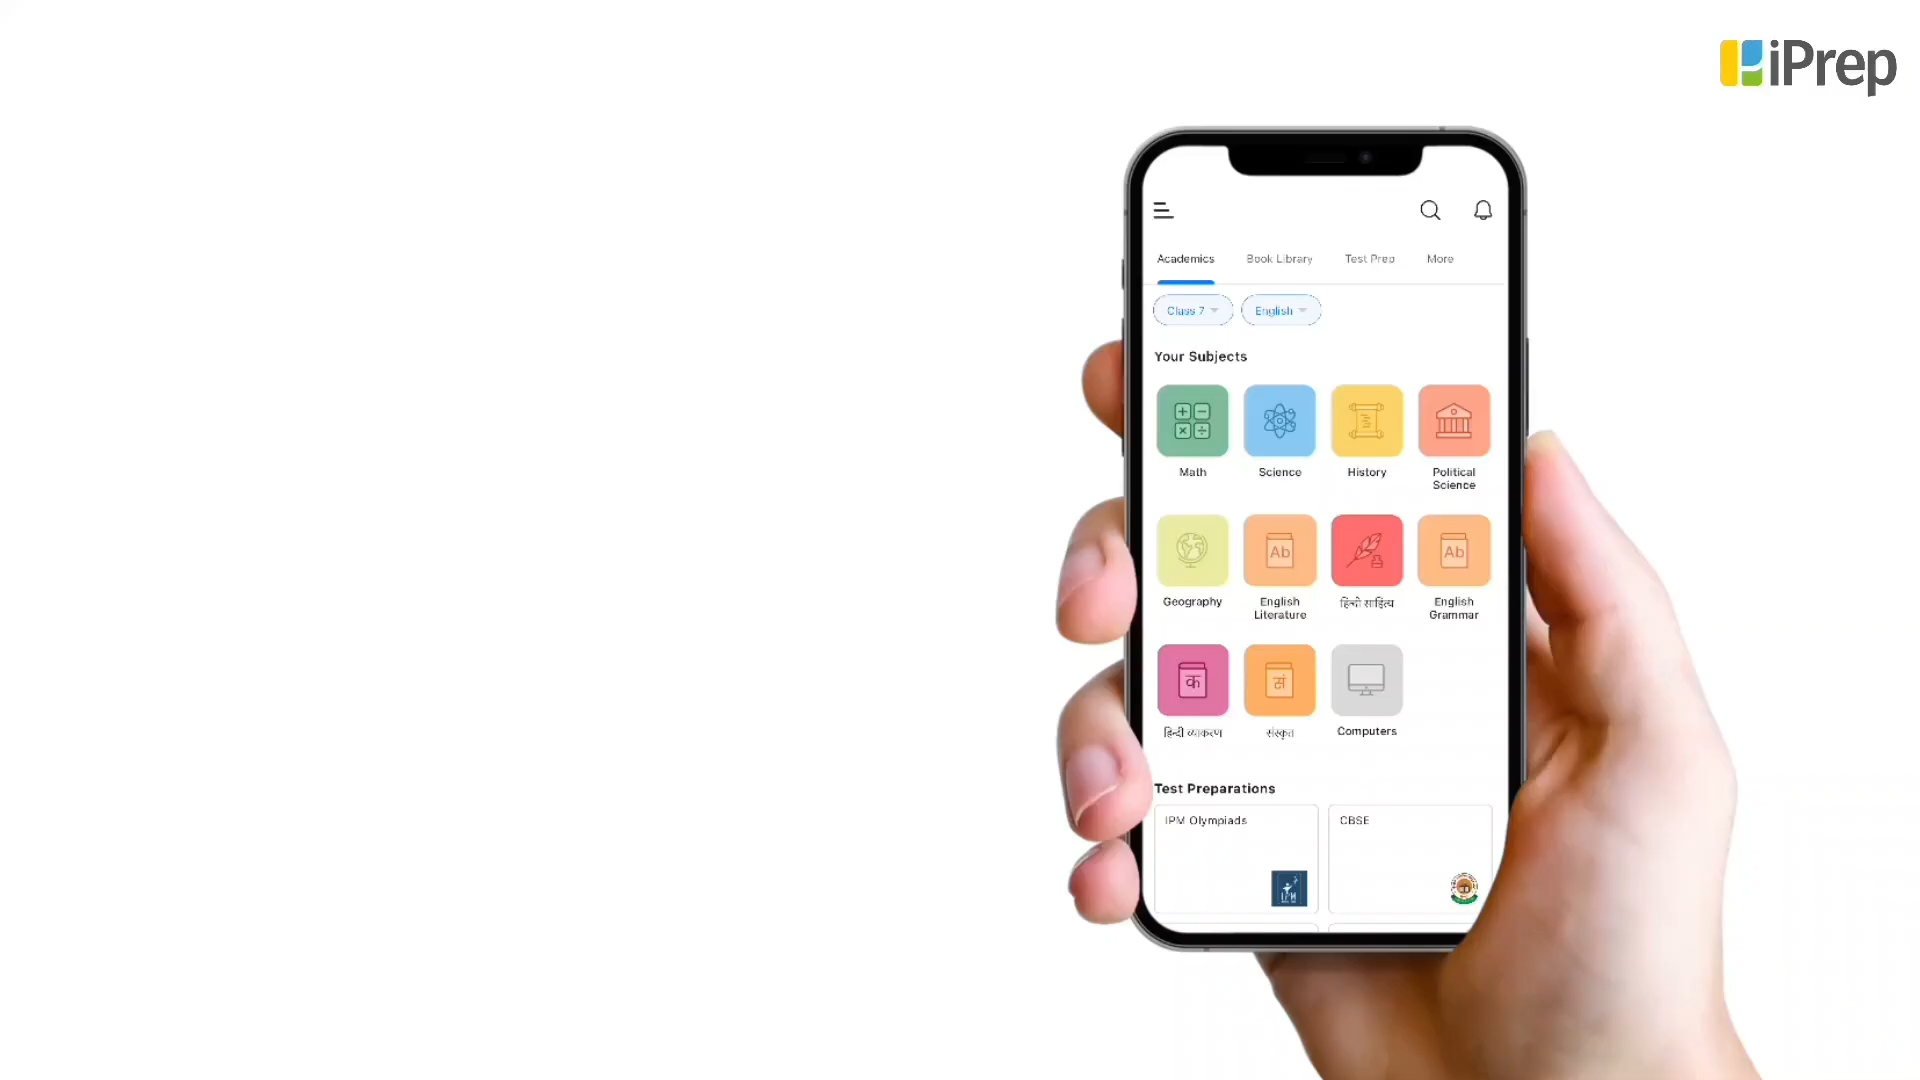 iPrep
Academics Book Library Test Prep More
Class 7 English
Your Subjects
Math Science History Political Science
Geography English Literature हिन्दी साहित्य English Grammar
हिन्दी व्याकरण संस्कृत Computers
Test Preparations
IPM Olympiads CBSE